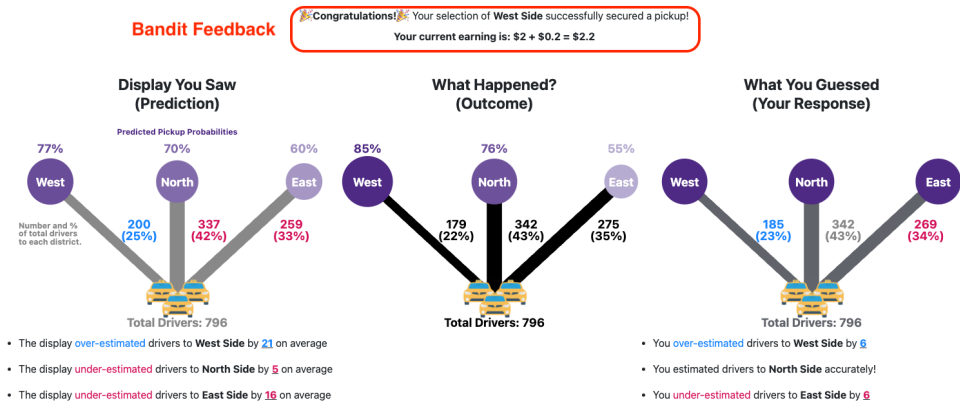 Bandit Feedback
🎉Congratulations!🎉 Your selection of West Side successfully secured a pickup!
Your current earning is: $2 + $0.2 = $2.2
Display You Saw
(Prediction)
Predicted Pickup Probabilities
77%
70%
60%
West
North
East
Number and %
of total drivers
to each district.
200
(25%)
337
(42%)
259
(33%)
Total Drivers: 796
• The display over-estimated drivers to West Side by 21 on average
• The display under-estimated drivers to North Side by 5 on average
• The display under-estimated drivers to East Side by 16 on average
What Happened?
(Outcome)
85%
76%
55%
West
North
East
179
(22%)
342
(43%)
275
(35%)
Total Drivers: 796
What You Guessed
(Your Response)
West
North
East
185
(23%)
342
(43%)
269
(34%)
Total Drivers: 796
• You over-estimated drivers to West Side by 6
• You estimated drivers to North Side accurately!
• You under-estimated drivers to East Side by 6